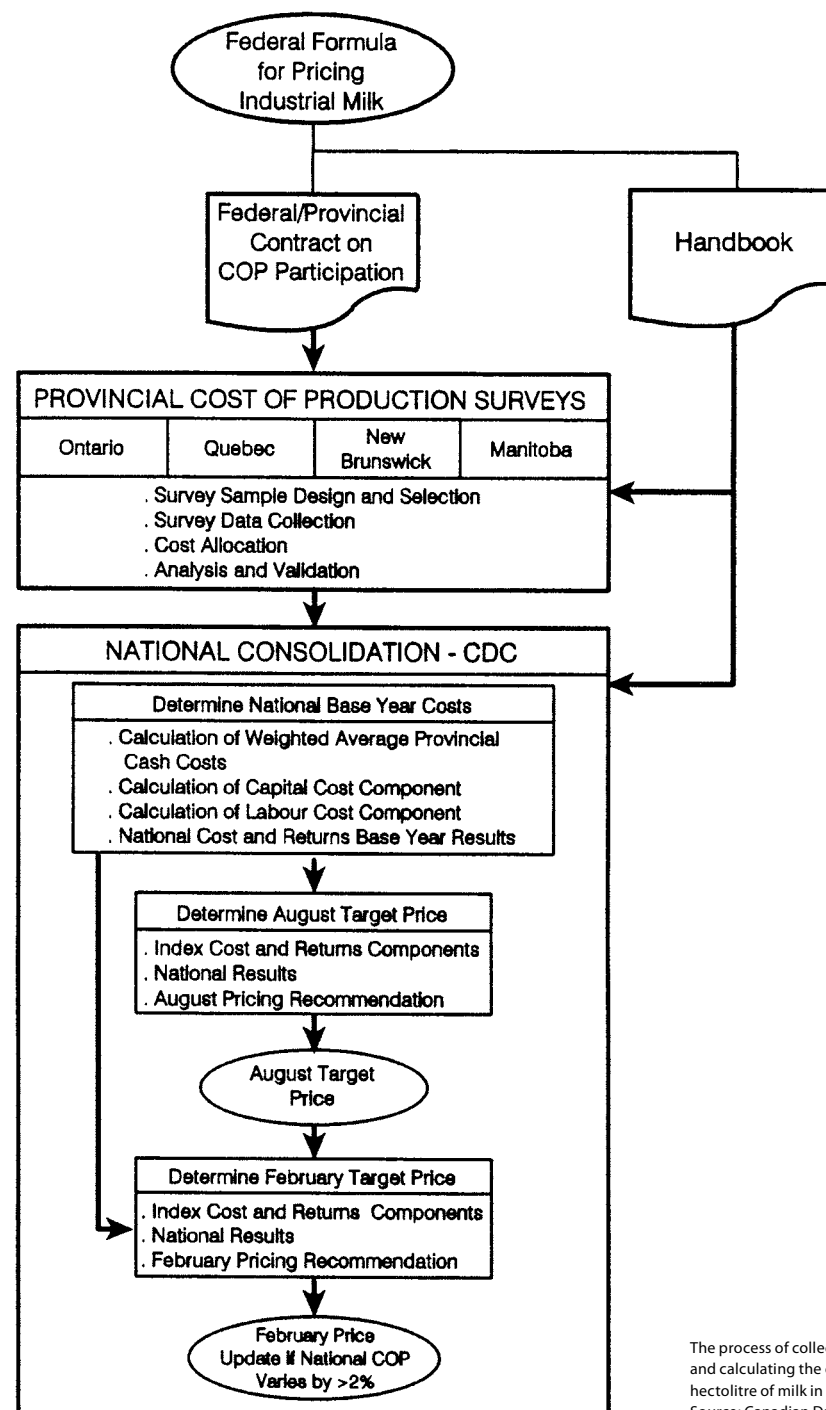 Federal Formula
for Pricing
Industrial Milk
Federal/Provincial
Contract on
COP Participation
Handbook
PROVINCIAL COST OF PRODUCTION SURVEYS
Ontario
Quebec
New
Brunswick
Manitoba
. Survey Sample Design and Selection
. Survey Data Collection
. Cost Allocation
. Analysis and Validation
NATIONAL CONSOLIDATION - CDC
Determine National Base Year Costs
. Calculation of Weighted Average Provincial
Cash Costs
. Calculation of Capital Cost Component
. Calculation of Labour Cost Component
. National Cost and Returns Base Year Results
Determine August Target Price
. Index Cost and Returns Components
. National Results
. August Pricing Recommendation
August Target
Price
Determine February Target Price
. Index Cost and Returns Components
. National Results
. February Pricing Recommendation
February Price
Update if National COP
Varies by >2%
The process of
and calculating the
hectolitre of milk in
Source: Canadian